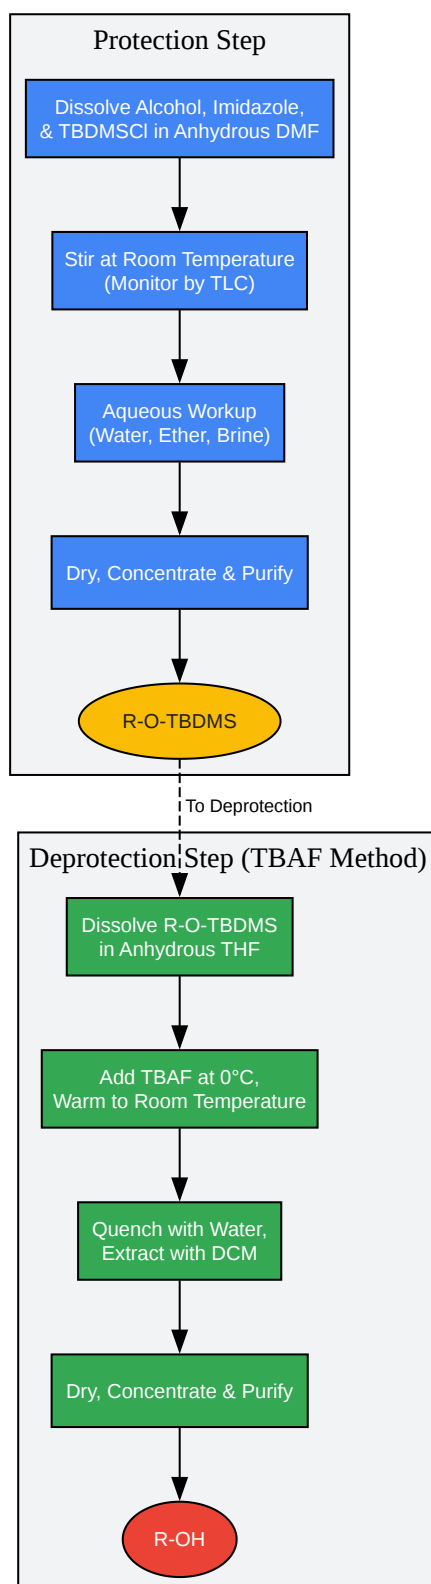 Protection Step
Dissolve Alcohol, Imidazole,
& TBDMSCl in Anhydrous DMF
Stir at Room Temperature
(Monitor by TLC)
Aqueous Workup
(Water, Ether, Brine)
Dry, Concentrate & Purify
R-O-TBDMS
To Deprotection
Deprotection Step (TBAF Method)
Dissolve R-O-TBDMS
in Anhydrous THF
Add TBAF at 0°C,
Warm to Room Temperature
Quench with Water,
Extract with DCM
Dry, Concentrate & Purify
R-OH